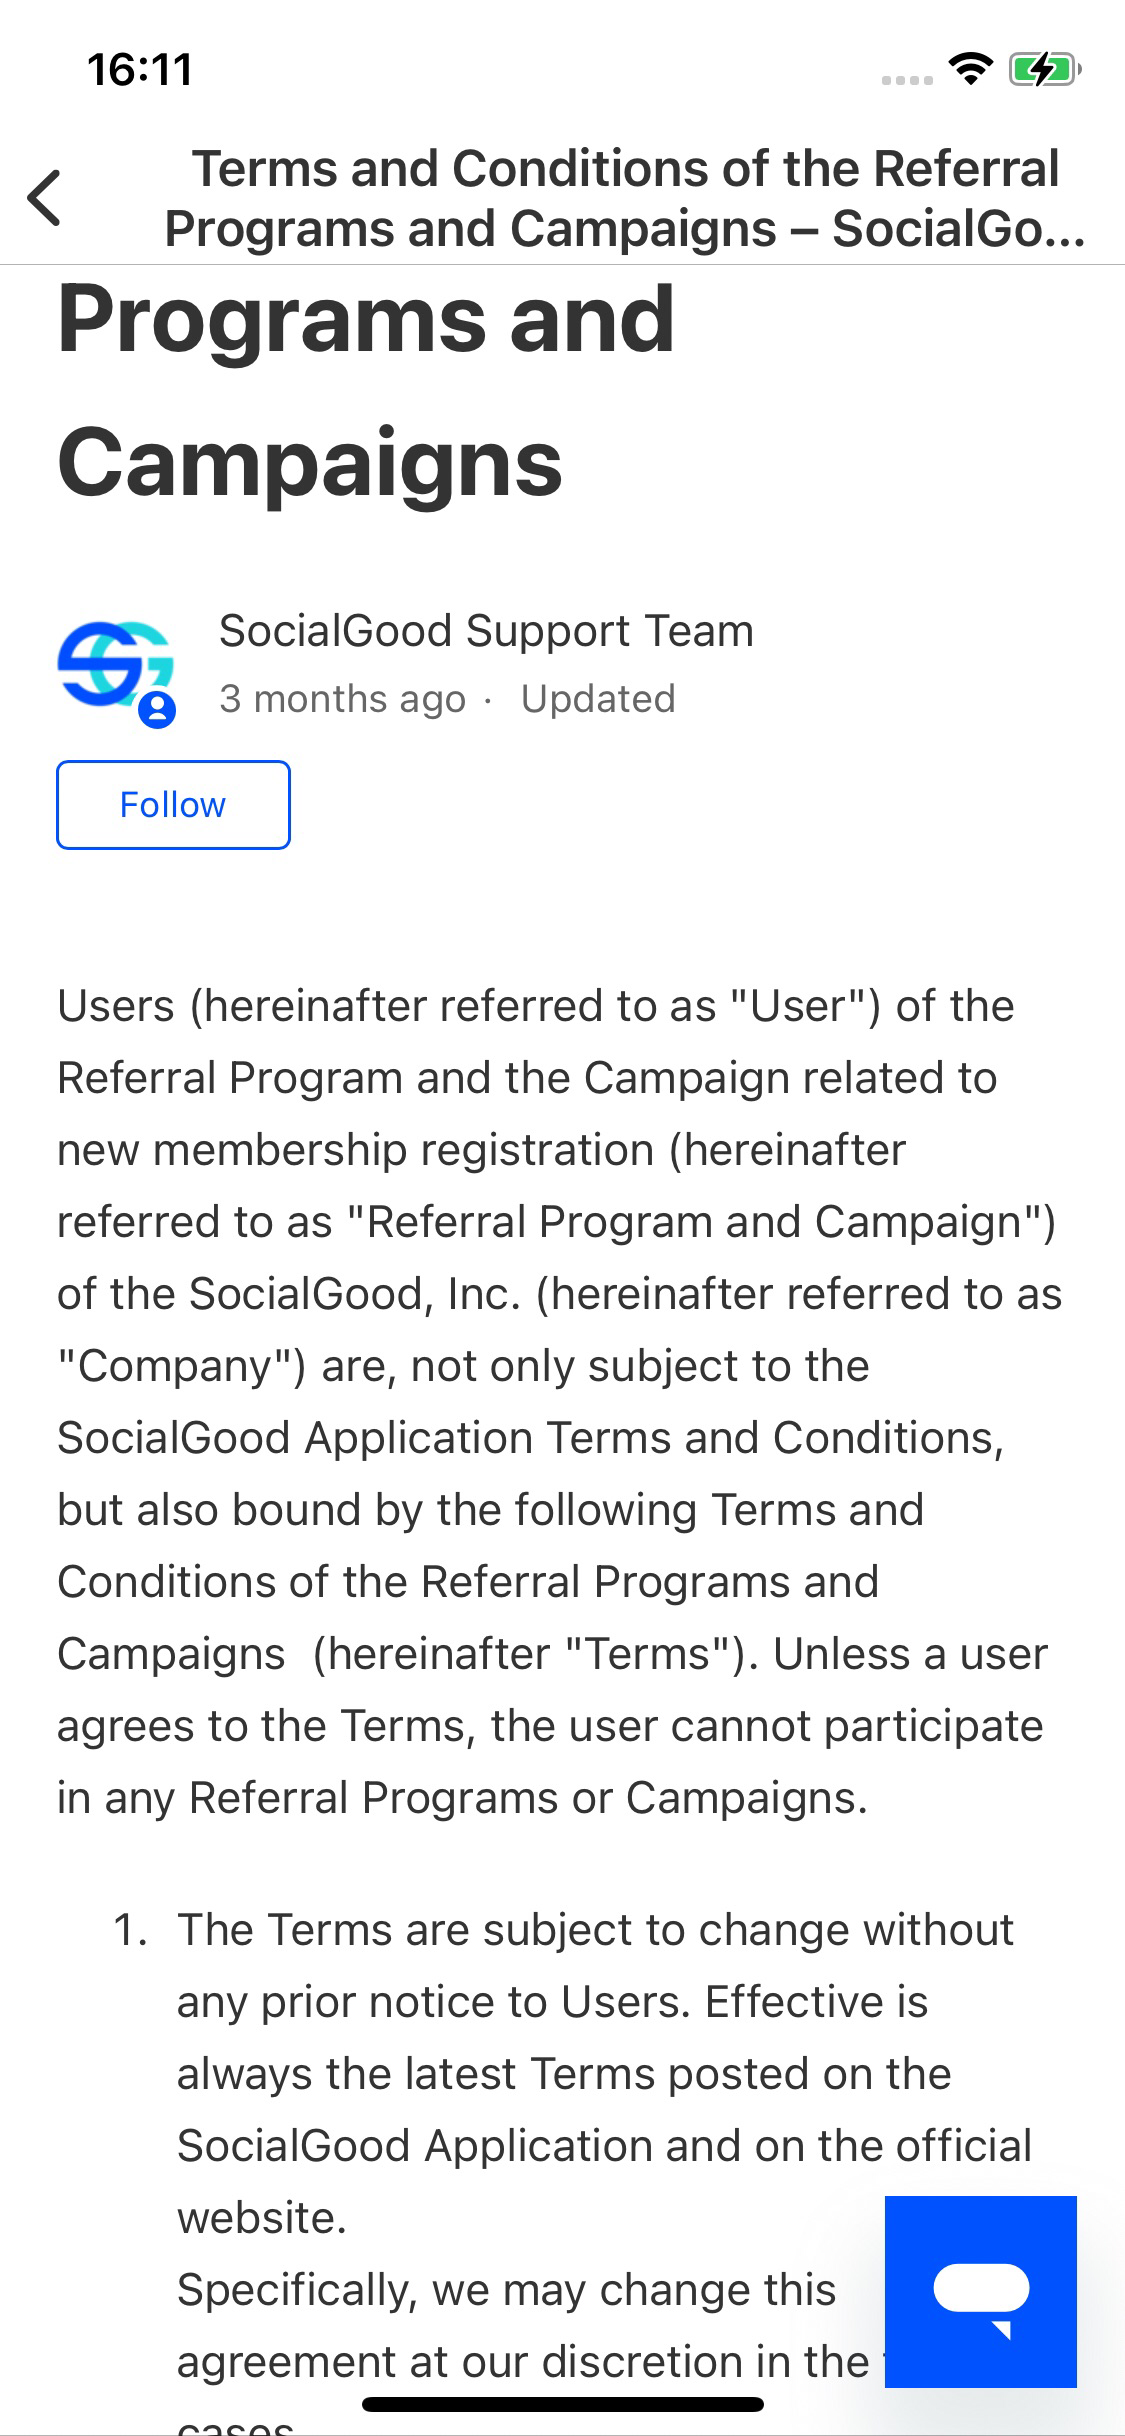 16:11
Terms and Conditions of the Referral
Programs and Campaigns – SocialGo...
Programs and
Campaigns
SocialGood Support Team
3 months ago · Updated
Follow
Users (hereinafter referred to as "User") of the
Referral Program and the Campaign related to
new membership registration (hereinafter
referred to as "Referral Program and Campaign")
of the SocialGood, Inc. (hereinafter referred to as
"Company") are, not only subject to the
SocialGood Application Terms and Conditions,
but also bound by the following Terms and
Conditions of the Referral Programs and
Campaigns  (hereinafter "Terms"). Unless a user
agrees to the Terms, the user cannot participate
in any Referral Programs or Campaigns.
1. The Terms are subject to change without
any prior notice to Users. Effective is
always the latest Terms posted on the
SocialGood Application and on the official
website.
Specifically, we may change this
agreement at our discretion in the
cases